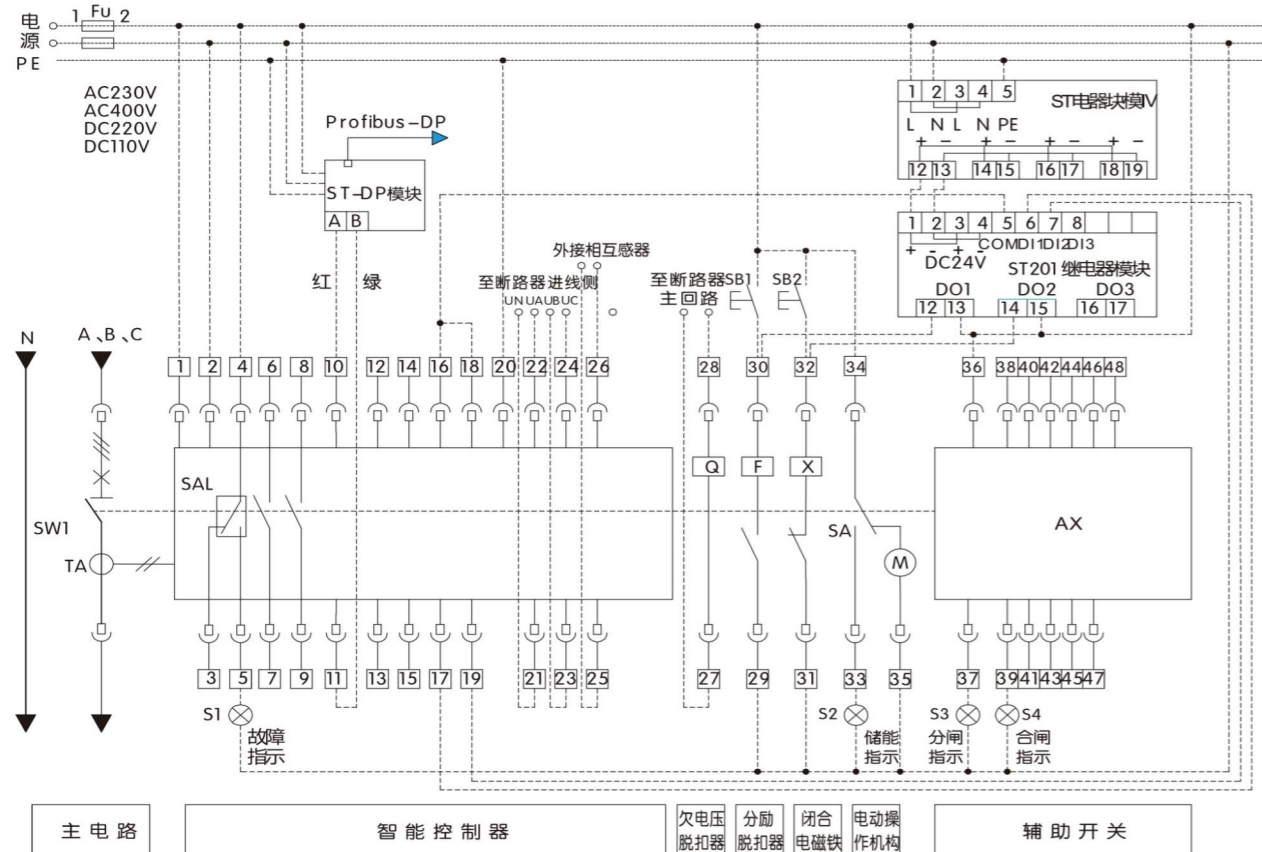 电 1 Fu 2
源
PE
AC230V
AC400V
DC220V
DC110V
Profibus-DP
ST-DP模块
A B
红 绿
1 2 3 4 5
ST电器块模IV
L N L N PE
+ - + - + - + -
12 13 14 15 16 17 18 19
1 2 3 4 5 6 7 8
+ - + - COM DI1 DI2 DI3
DC24V ST201 继电器模块
DO1 DO2 DO3
12 13 14 15 16 17
外接相互感器
至断路器进线侧
UN UA UB UC
至断路器
主回路
SB1 SB2
N A、B、C
1 2 4 6 8 10 12 14 16 18 20 22 24 26 28 30 32 34 36 38 40 42 44 46 48
SAL
Q F X
SW1
SA
AX
TA
M
3 5 7 9 11 13 15 17 19 21 23 25 27 29 31 33 35 37 39 41 43 45 47
S1 S2 S3 S4
故障
指示
储能
指示
分闸
指示
合闸
指示
主电路
智能控制器
欠电压
脱扣器
分励
脱扣器
闭合
电磁铁
电动操
作机构
辅助开关